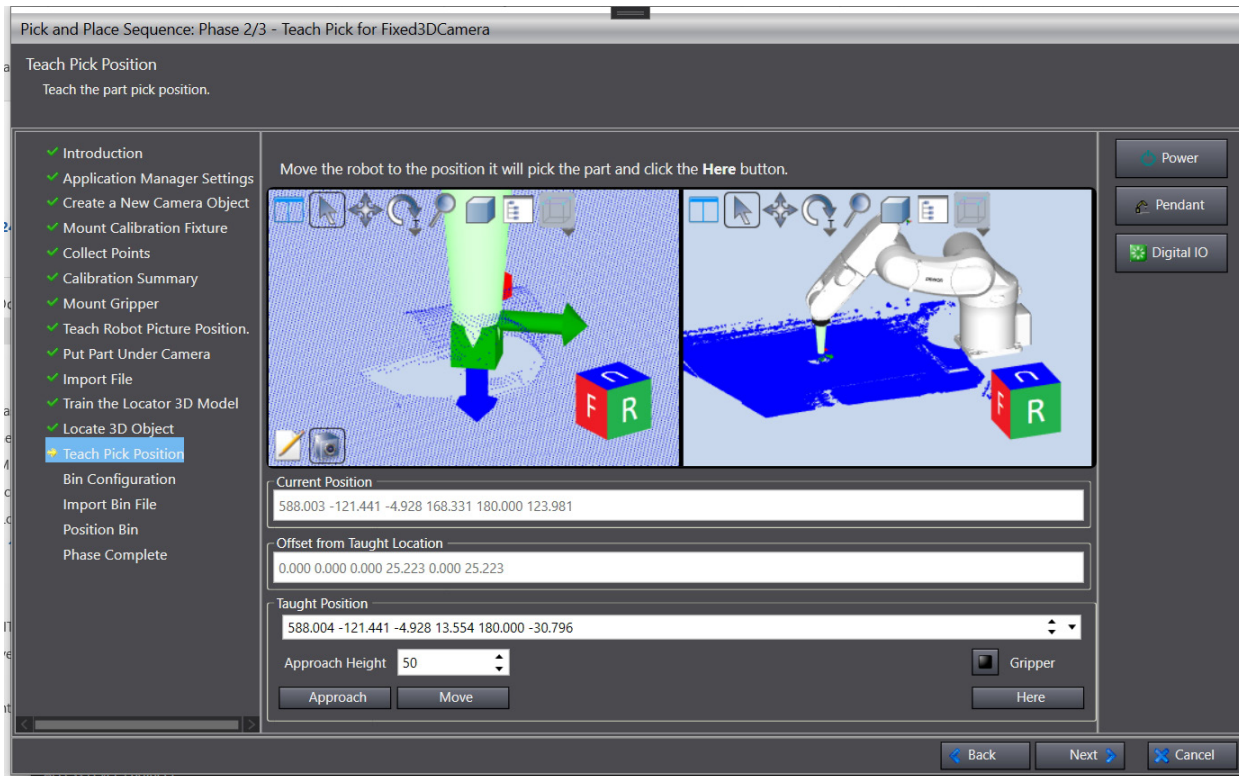 Pick and Place Sequence: Phase 2/3 - Teach Pick for Fixed3DCamera
Teach Pick Position
Teach the part pick position.
Introduction
Application Manager Settings
Create a New Camera Object
Mount Calibration Fixture
Collect Points
Calibration Summary
Mount Gripper
Teach Robot Picture Position.
Put Part Under Camera
Import File
Train the Locator 3D Model
Locate 3D Object
Teach Pick Position
Bin Configuration
Import Bin File
Position Bin
Phase Complete
Move the robot to the position it will pick the part and click the Here button.
U
F R
OMRON
U
F R
Current Position
588.003 -121.441 -4.928 168.331 180.000 123.981
Offset from Taught Location
0.000 0.000 0.000 25.223 0.000 25.223
Taught Position
588.004 -121.441 -4.928 13.554 180.000 -30.796
Approach Height 50
Gripper
Approach Move Here
Power
Pendant
Digital IO
Back Next Cancel